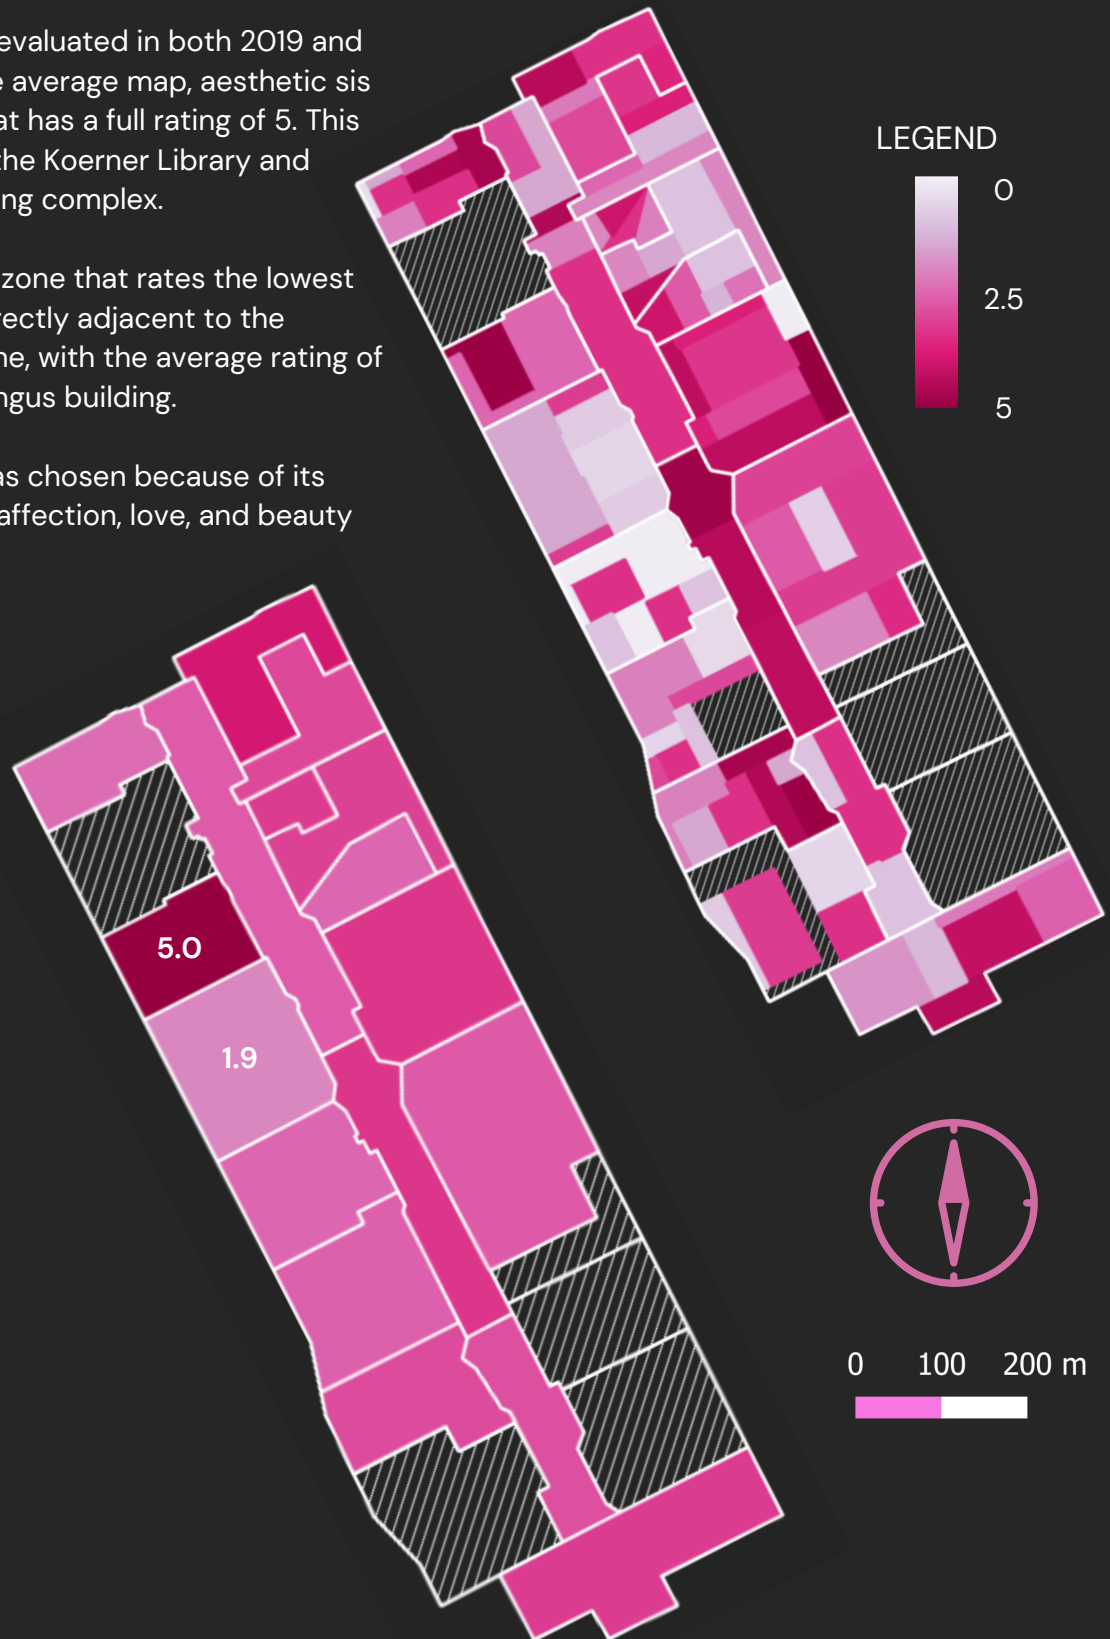 evaluated in both 2019 and
average map, aesthetic sis
at has a full rating of 5. This
the Koerner Library and
ng complex.
zone that rates the lowest
rectly adjacent to the
ne, with the average rating of
ngus building.
as chosen because of its
affection, love, and beauty
LEGEND
0
2.5
5
5.0
1.9
0 100 200 m